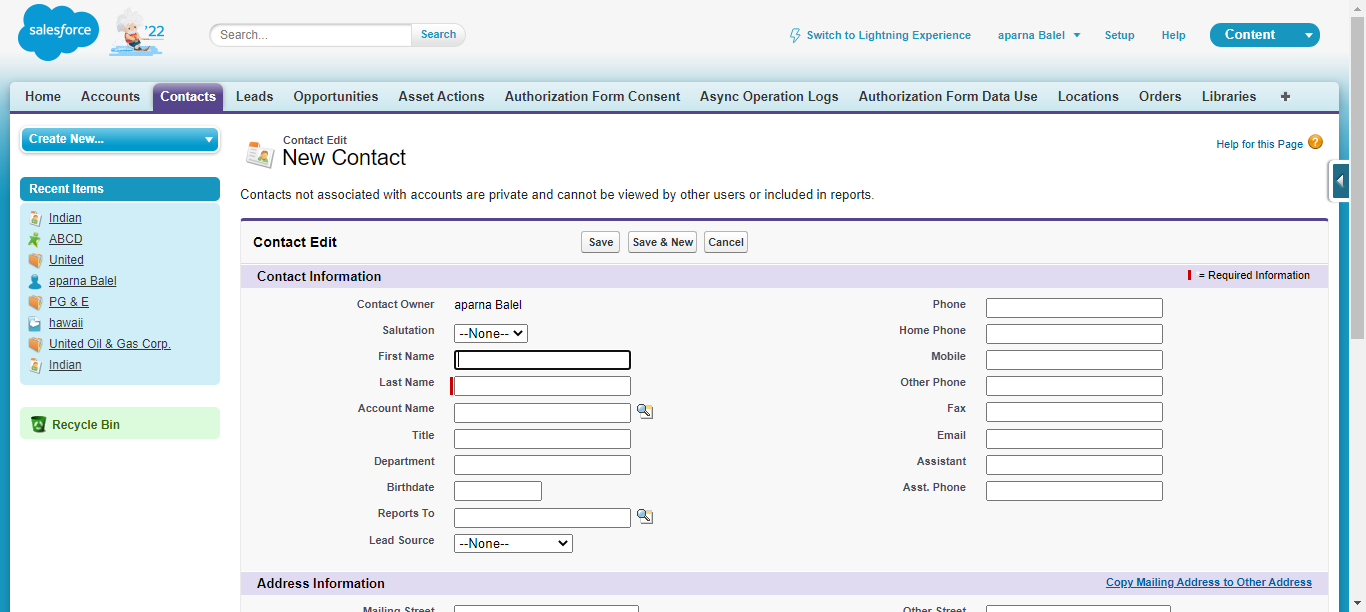 salesforce
'22
Search...
Search
Switch to Lightning Experience
aparna Balel
Setup
Help
Content
Home
Accounts
Contacts
Leads
Opportunities
Asset Actions
Authorization Form Consent
Async Operation Logs
Authorization Form Data Use
Locations
Orders
Libraries
+
Create New...
Recent Items
Indian
ABCD
United
aparna Balel
PG & E
hawaii
United Oil & Gas Corp.
Indian
Recycle Bin
Contact Edit
New Contact
Help for this Page ?
Contacts not associated with accounts are private and cannot be viewed by other users or included in reports.
Contact Edit
Save
Save & New
Cancel
Contact Information
= Required Information
Contact Owner aparna Balel
Salutation --None--
First Name
Last Name
Account Name
Title
Department
Birthdate
Reports To
Lead Source --None--
Phone
Home Phone
Mobile
Other Phone
Fax
Email
Assistant
Asst. Phone
Address Information
Copy Mailing Address to Other Address
Mailing Street
Other Street